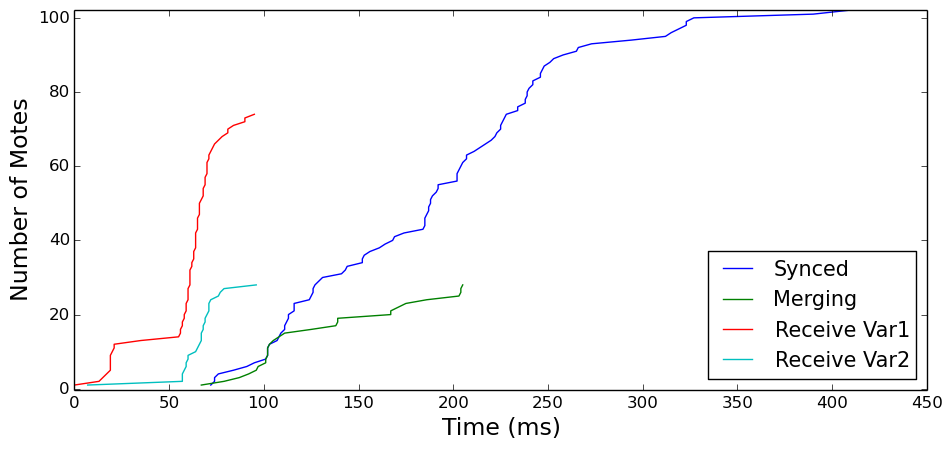 100
80
60
40
20
0
Number of Motes
0 50 100 150 200 250 300 350 400 450
Time (ms)
Synced
Merging
Receive Var1
Receive Var2